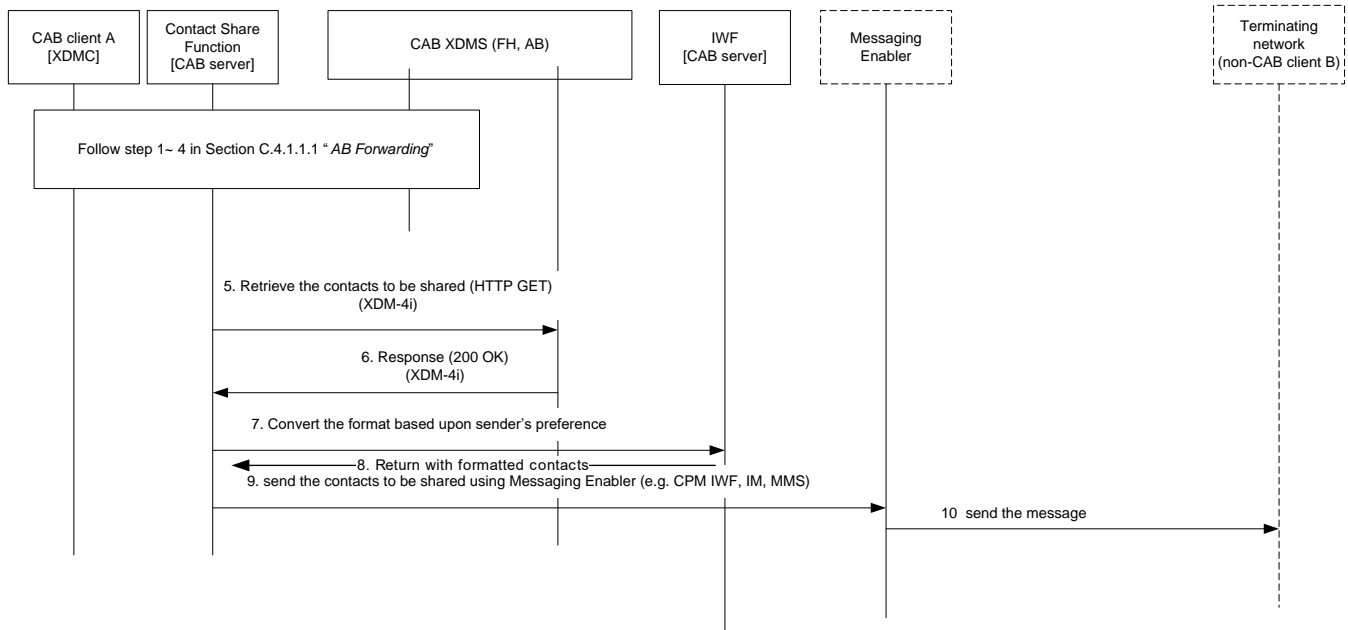 CAB client A
[XDMC]
Contact Share
Function
[CAB server]
CAB XDMS (FH, AB)
IWF
[CAB server]
Messaging
Enabler
Terminating
network
(non-CAB client B)
Follow step 1~ 4 in Section C.4.1.1.1 “ AB Forwarding”
5. Retrieve the contacts to be shared (HTTP GET)
(XDM-4i)
6. Response (200 OK)
(XDM-4i)
7. Convert the format based upon sender’s preference
8. Return with formatted contacts
9. send the contacts to be shared using Messaging Enabler (e.g. CPM IWF, IM, MMS)
10 send the message